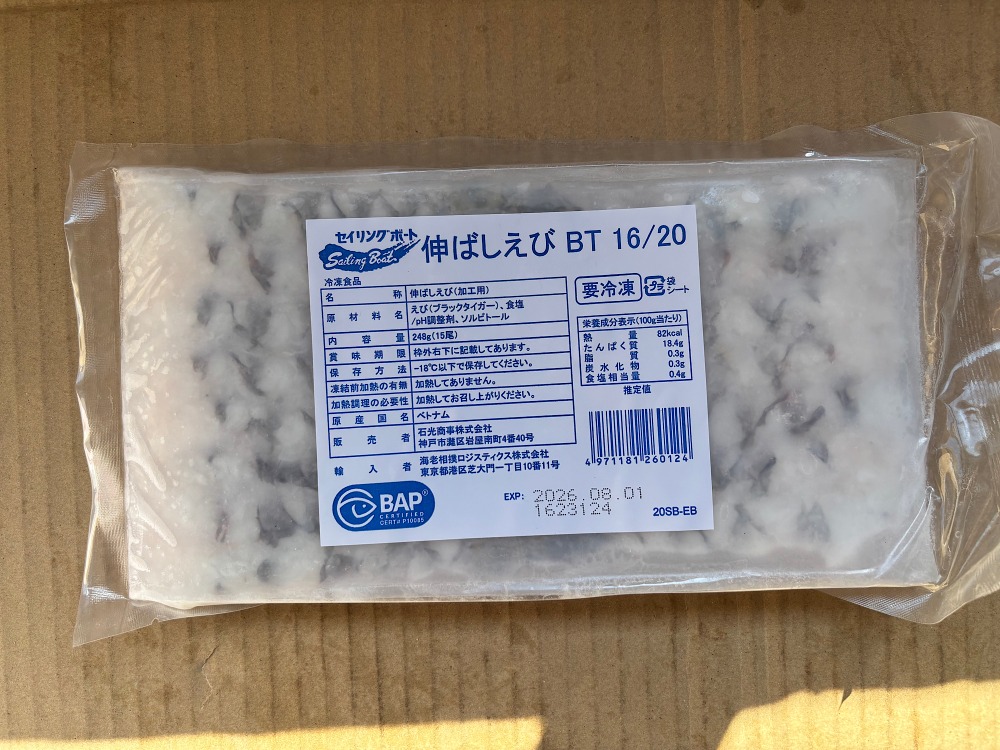 セイリングボート
Sailing Boat
伸ばしえび BT 16/20
冷凍食品
名称 伸ばしえび(加工用)
原材料名 えび(ブラックタイガー)、食塩
/pH調整剤、ソルビトール
内容量 248g(15尾)
賞味期限 枠外右下に記載してあります。
保存方法 -18℃以下で保存してください。
凍結前加熱の有無 加熱してありません。
加熱調理の必要性 加熱してお召し上がりください。
原産国名 ベトナム
販売者 石光商事株式会社
神戸市灘区岩屋南町4番40号
輸入者 海老相撲ロジスティクス株式会社
東京都港区芝大門一丁目10番11号
要冷凍
プラ
袋
シート
栄養成分表示(100g当たり)
熱量 82kcal
たんぱく質 18.4g
脂質 0.3g
炭水化物 0.3g
食塩相当量 0.4g
推定値
4 971181 260124
BAP®
CERTIFIED
CERT# P10085
EXP: 2026.08.01
1623124
20SB-EB